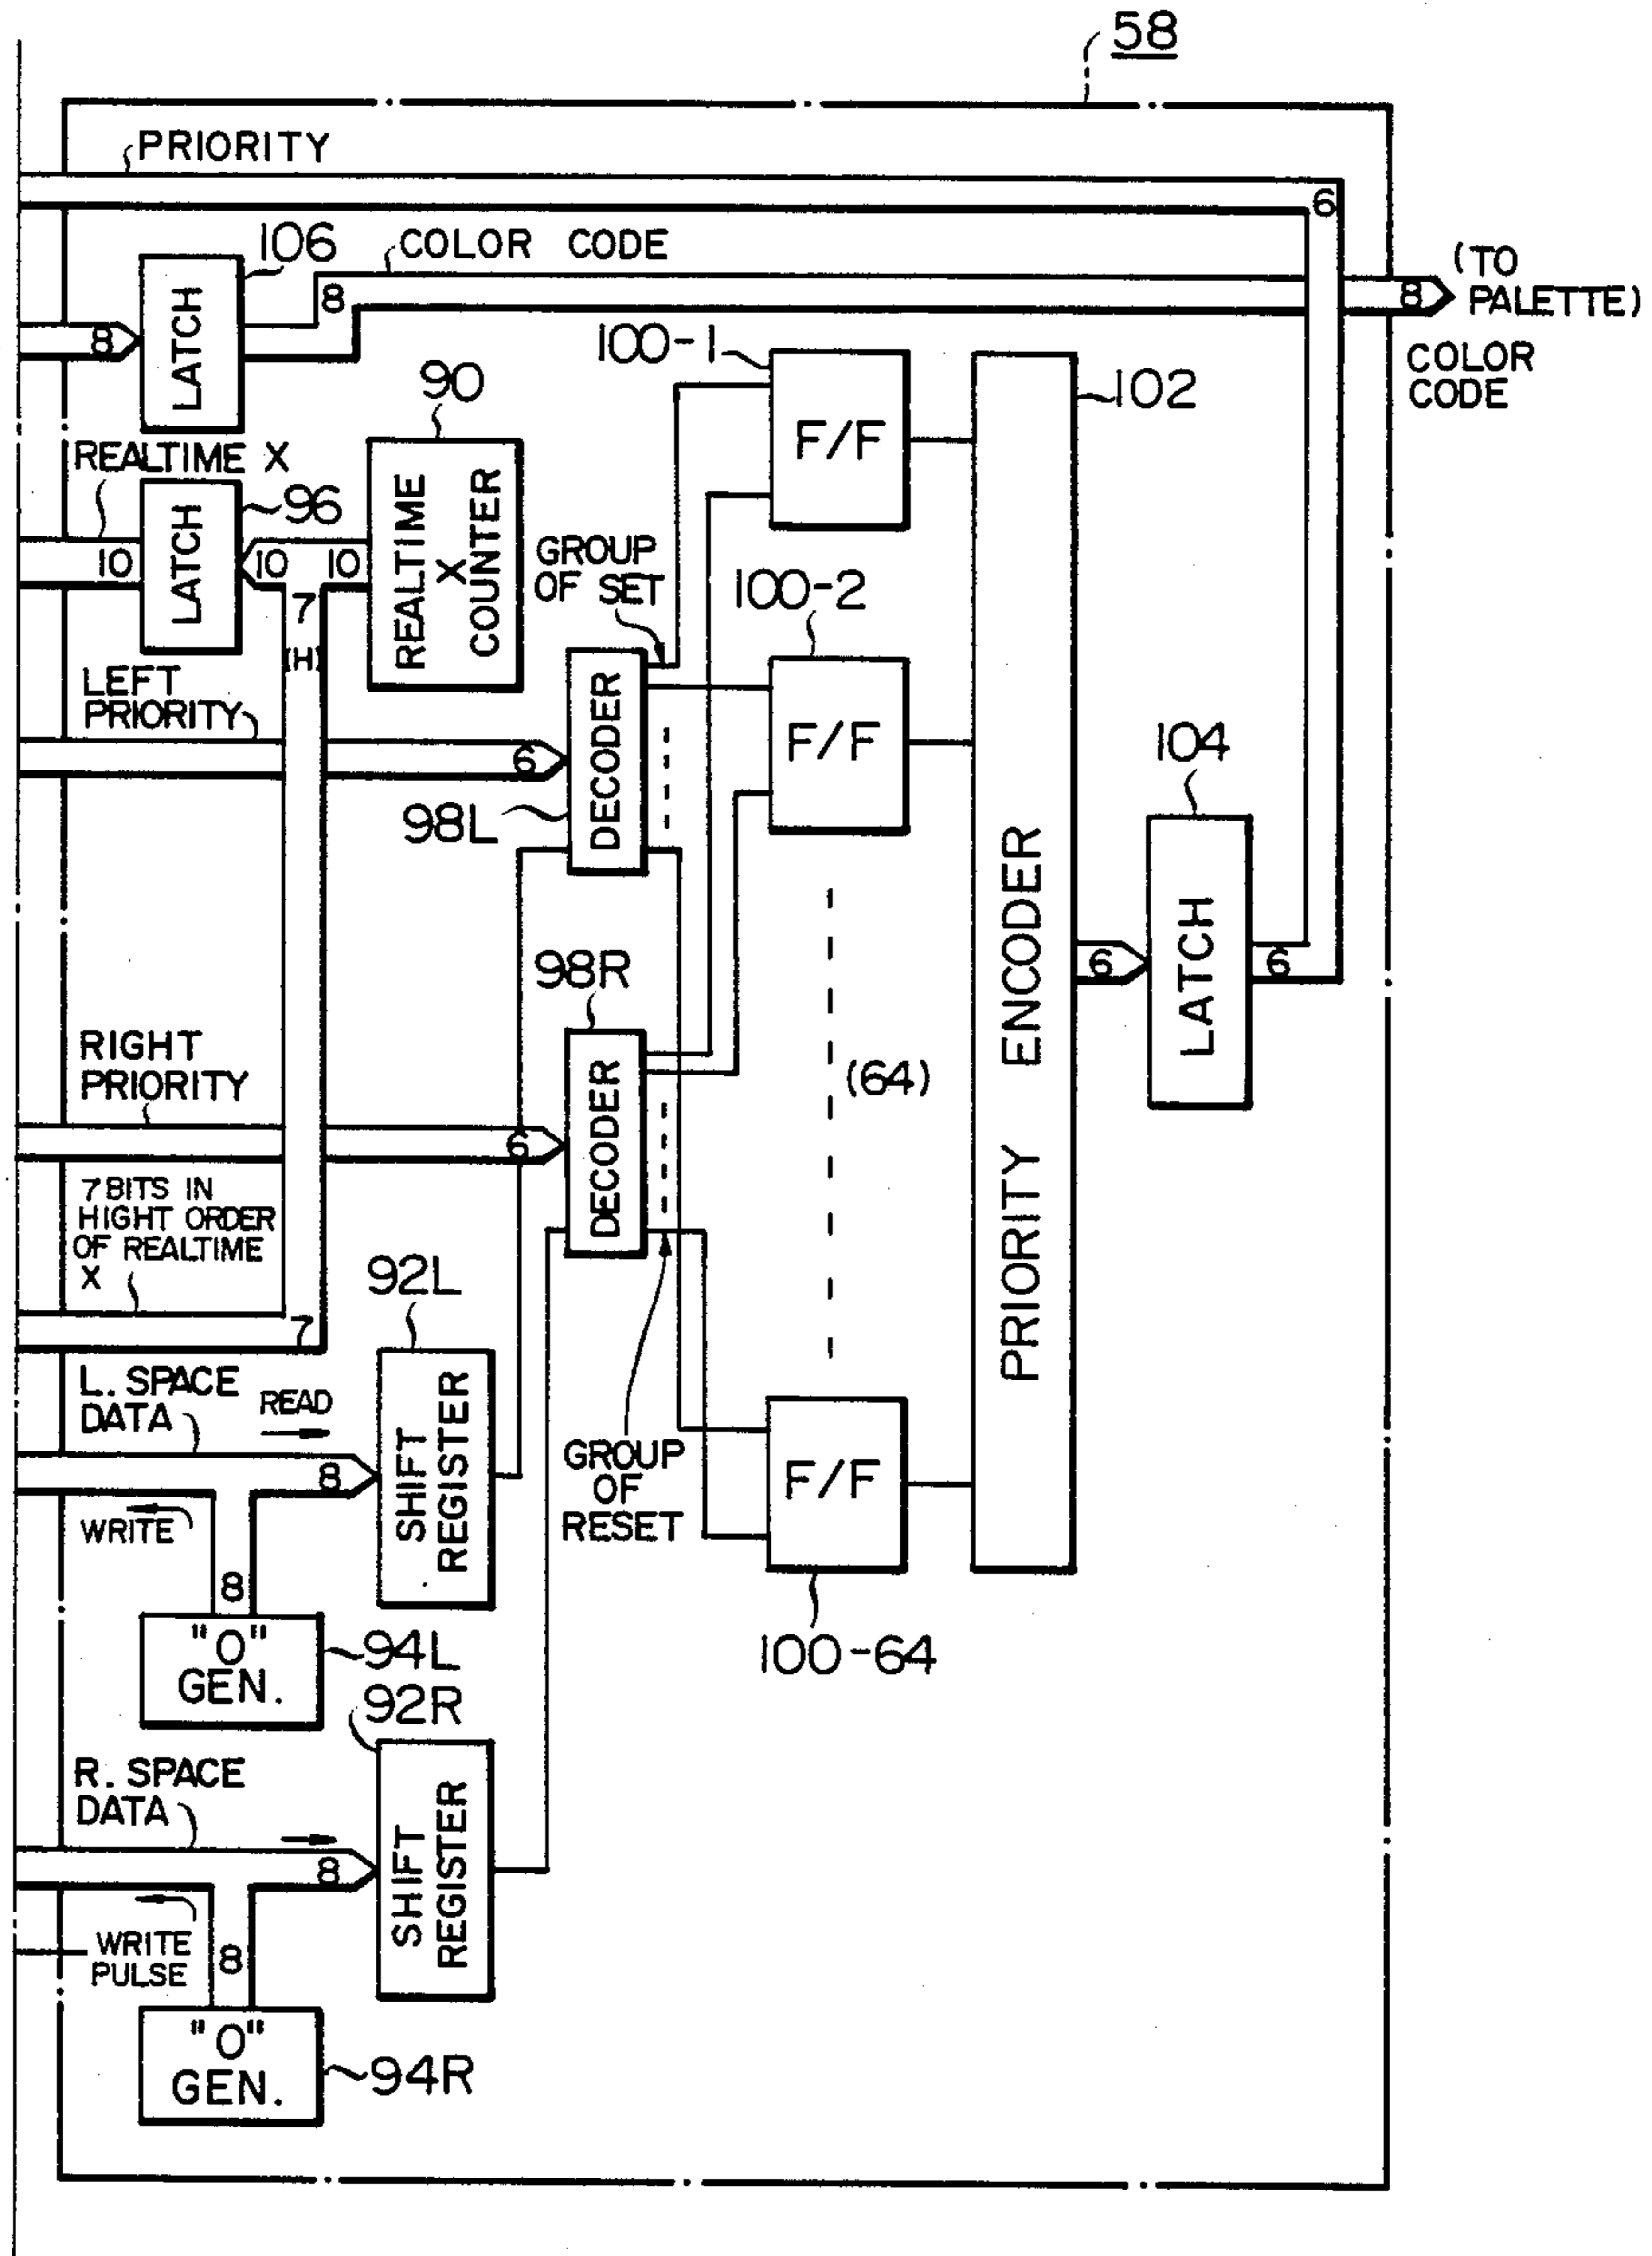 58
PRIORITY
6
106
COLOR CODE
(TO
PALETTE)
8
8
8
LATCH
COLOR
CODE
100-1
90
102
F/F
REALTIME X
96
LATCH
10
10
10
7
(H)
REALTIME
X
COUNTER
GROUP
OF SET
100-2
LEFT
PRIORITY
6
DECODER
98L
F/F
104
PRIORITY ENCODER
6
LATCH
6
98R
RIGHT
PRIORITY
6
DECODER
(64)
7 BITS IN
HIGHT ORDER
OF REALTIME
X
7
92L
L. SPACE
DATA
READ
8
SHIFT
REGISTER
WRITE
8
GROUP
OF
RESET
F/F
100-64
"O"
GEN.
94L
92R
R. SPACE
DATA
8
SHIFT
REGISTER
WRITE
PULSE
8
"O"
GEN.
94R